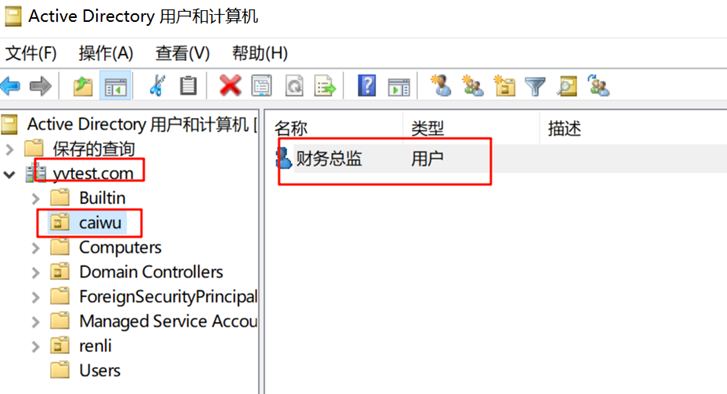 Active Directory 用户和计算机
文件(F) 操作(A) 查看(V) 帮助(H)
Active Directory 用户和计算机 [
保存的查询
yvtest.com
Builtin
caiwu
Computers
Domain Controllers
ForeignSecurityPrincipal
Managed Service Accou
renli
Users
名称 类型 描述
财务总监 用户